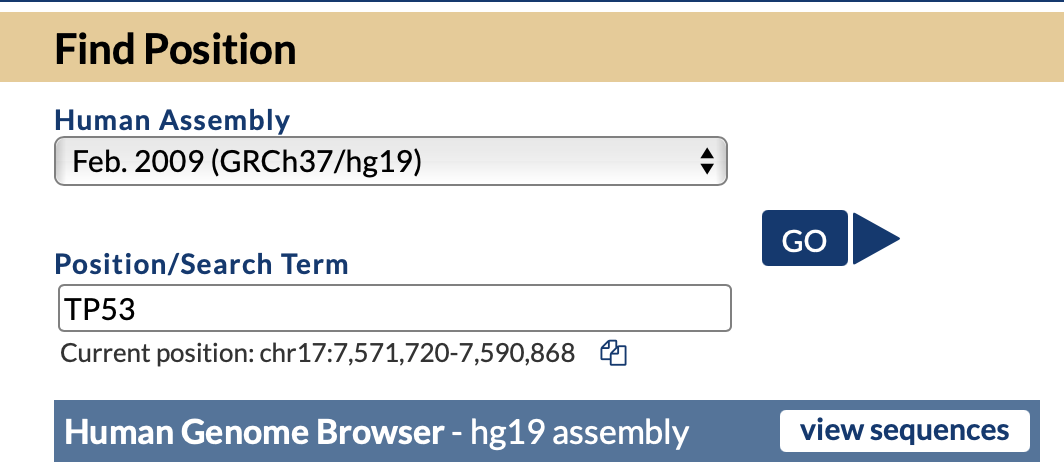 Find Position
Human Assembly
Feb. 2009 (GRCh37/hg19)
GO
Position/Search Term
TP53
Current position: chr17:7,571,720-7,590,868
Human Genome Browser - hg19 assembly
view sequences